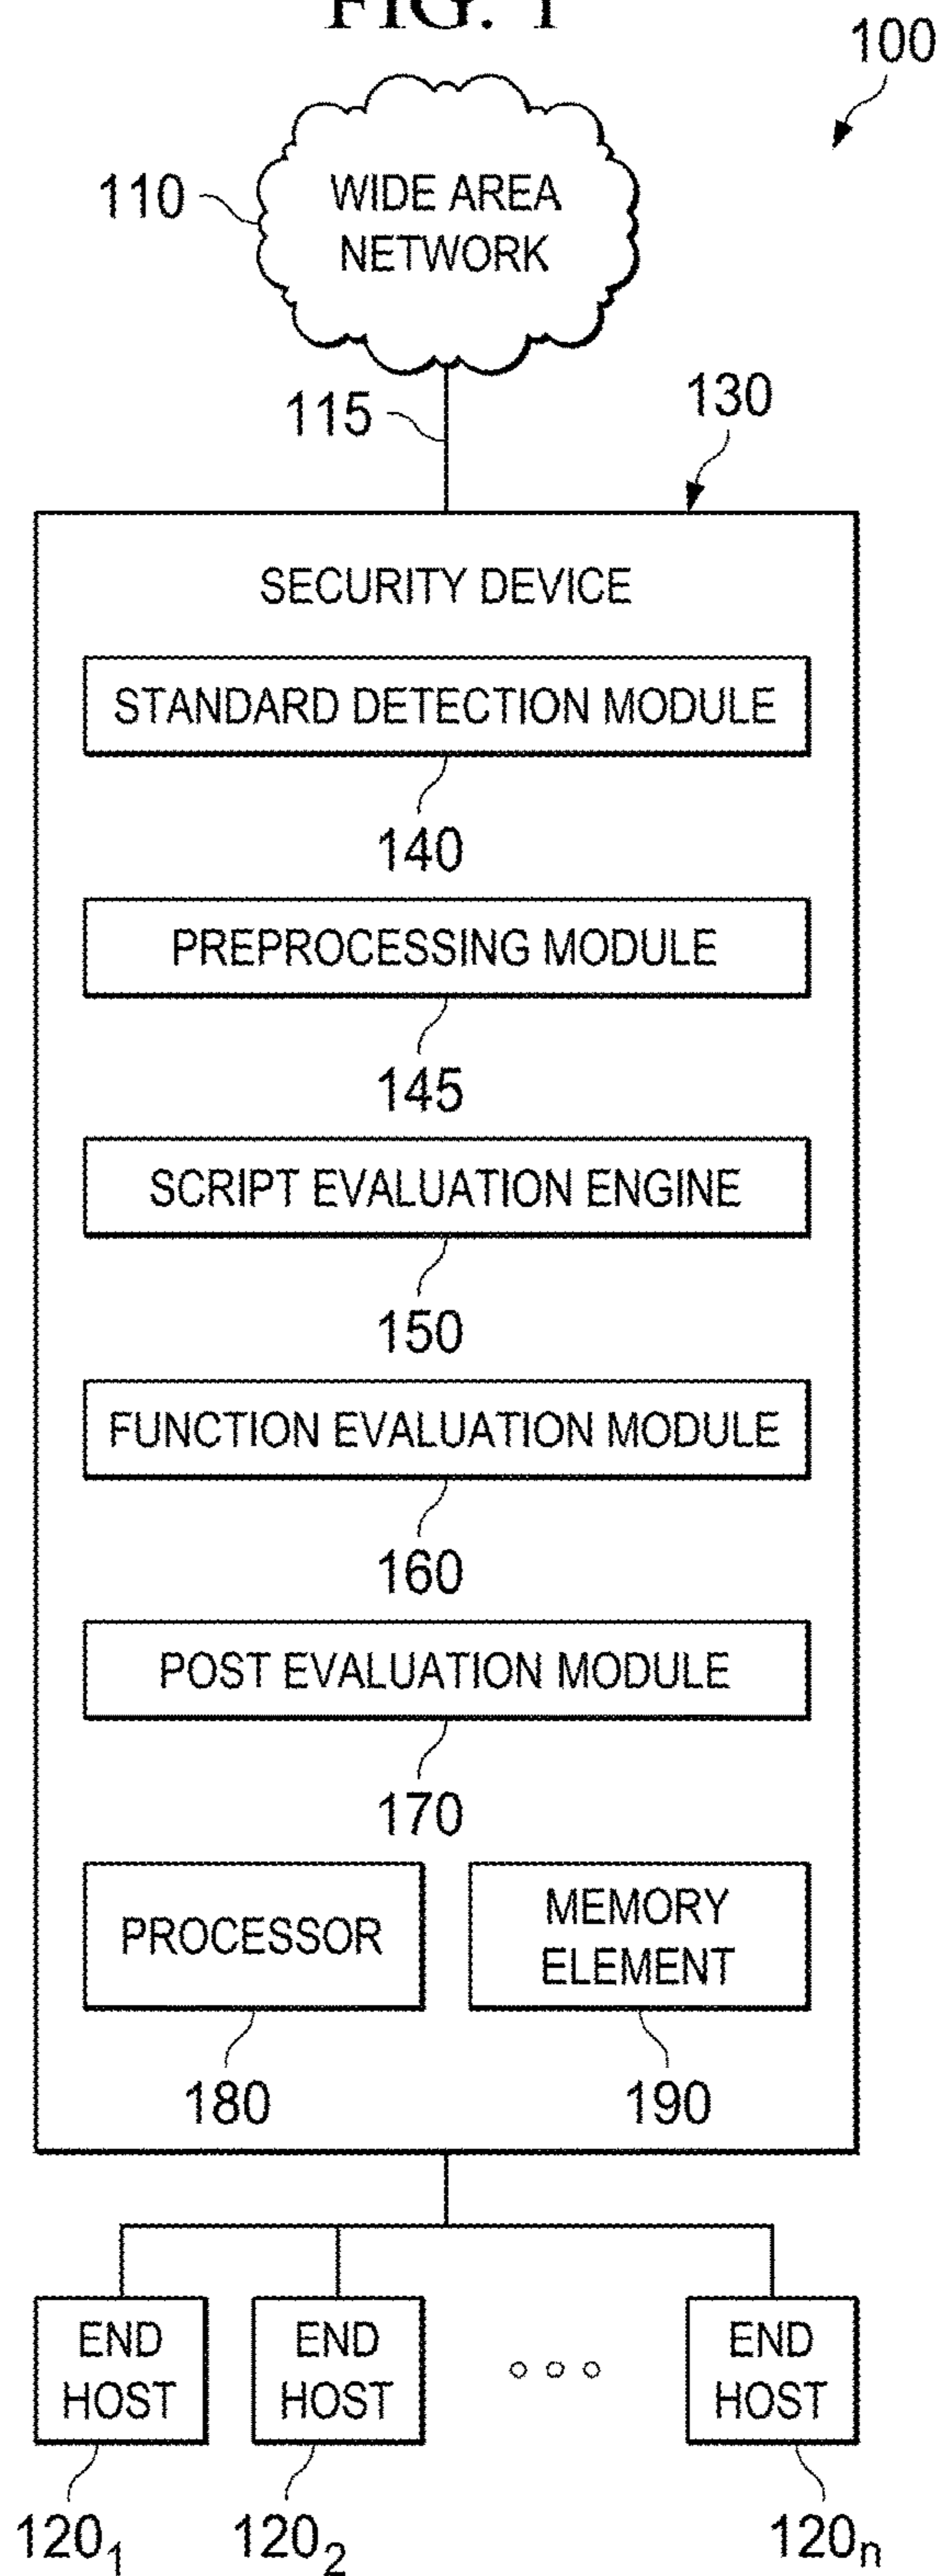 FIG. 1
100
WIDE AREA
NETWORK
110
115
130
SECURITY DEVICE
STANDARD DETECTION MODULE
140
PREPROCESSING MODULE
145
SCRIPT EVALUATION ENGINE
150
FUNCTION EVALUATION MODULE
160
POST EVALUATION MODULE
170
PROCESSOR
MEMORY
ELEMENT
180
190
END
HOST
END
HOST
END
HOST
120₁
120₂
120ₙ